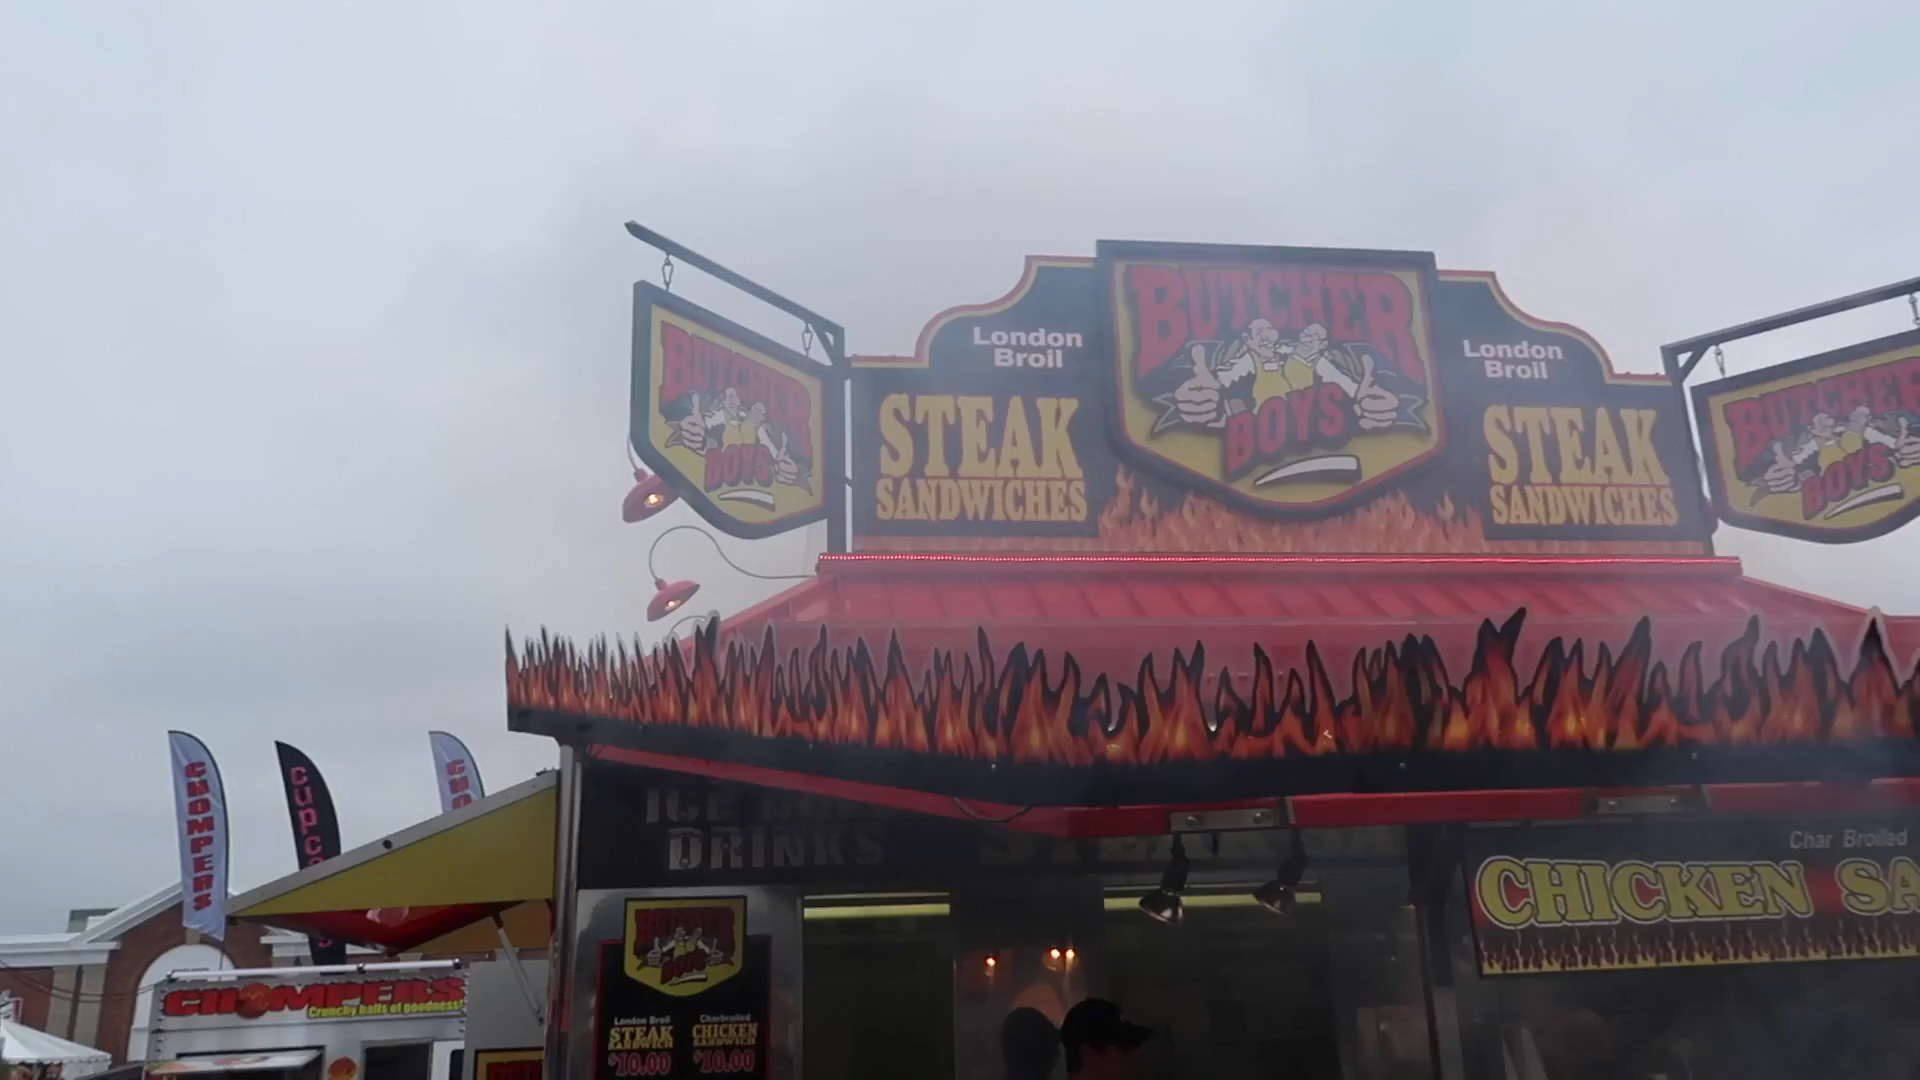 BUTCHER
BOYS
London
Broil
STEAK
SANDWICHES
BUTCHER
BOYS
London
Broil
STEAK
SANDWICHES
BUTCHER
BOYS
CHOMPERS
ICE
DRINKS
Char Broiled
CHICKEN SA
BUTCHER
BOYS
London Broil
STEAK
SANDWICH
$10.00
Charbroiled
CHICKEN
SANDWICH
$10.00
CHOMPERS
Crunchy balls of goodness!